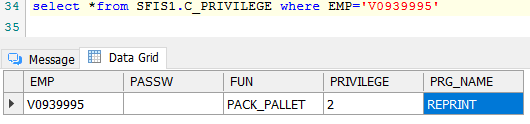 34 select *from SFIS1.C_PRIVILEGE where EMP='V0939995'
35
Message Data Grid
EMP PASSW FUN PRIVILEGE PRG_NAME
V0939995 PACK_PALLET 2 REPRINT